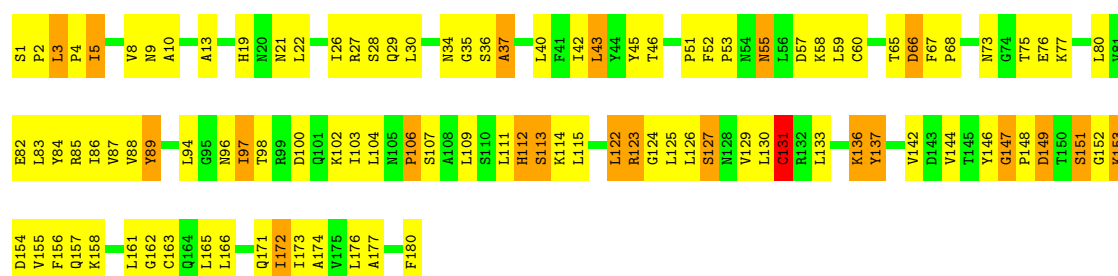 S1 P2 L3 P4 I5 V8 N9 A10 A13 H19 N20 N21 L22 I26 R27 S28 Q29 L30 N34 G35 S36 A37 L40 F41 I42 L43 Y44 Y45 T46 P51 F52 P53 N54 N55 L56 D57 K58 L59 C60 T65 D66 F67 P68 N73 G74 T75 E76 K77 L80 V81
E82 L83 Y84 R85 I86 V87 V88 Y89 L94 G95 N96 I97 T98 R99 D100 Q101 K102 I103 L104 N105 P106 S107 A108 L109 S110 L111 H112 S113 K114 L115 L122 R123 G124 L125 L126 S127 N128 V129 L130 C131 R132 L133 K136 Y137 V142 D143 V144 T145 Y146 G147 P148 D149 T150 S151 G152 K153
D154 V155 F156 Q157 K158 L161 G162 C163 Q164 L165 L166 Q171 I172 I173 A174 V175 L176 A177 F180